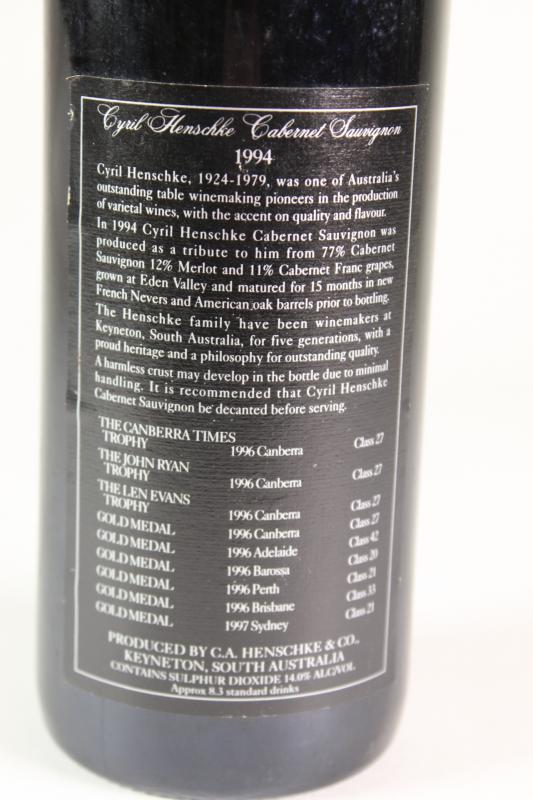 Cyril Henschke Cabernet Sauvignon
1994
Cyril Henschke, 1924-1979, was one of Australia's
outstanding table winemaking pioneers in the production
of varietal wines, with the accent on quality and flavour.
In 1994 Cyril Henschke Cabernet Sauvignon was
produced as a tribute to him from 77% Cabernet
Sauvignon 12% Merlot and 11% Cabernet Franc grapes,
grown at Eden Valley and matured for 15 months in new
French Nevers and American oak barrels prior to bottling.
The Henschke family have been winemakers at
Keyneton, South Australia, for five generations, with a
proud heritage and a philosophy for outstanding quality.
A harmless crust may develop in the bottle due to minimal
handling. It is recommended that Cyril Henschke
Cabernet Sauvignon be decanted before serving.
THE CANBERRA TIMES
TROPHY 1996 Canberra Class 27
THE JOHN RYAN
TROPHY 1996 Canberra Class 27
THE LEN EVANS
TROPHY 1996 Canberra Class 27
GOLD MEDAL 1996 Canberra Class 27
GOLD MEDAL 1996 Adelaide Class 42
GOLD MEDAL 1996 Barossa Class 20
GOLD MEDAL 1996 Perth Class 21
GOLD MEDAL 1996 Brisbane Class 33
GOLD MEDAL 1997 Sydney Class 21
PRODUCED BY C.A. HENSCHKE & CO.,
KEYNETON, SOUTH AUSTRALIA
CONTAINS SULPHUR DIOXIDE 14.0% ALC/VOL
Approx 8.3 standard drinks